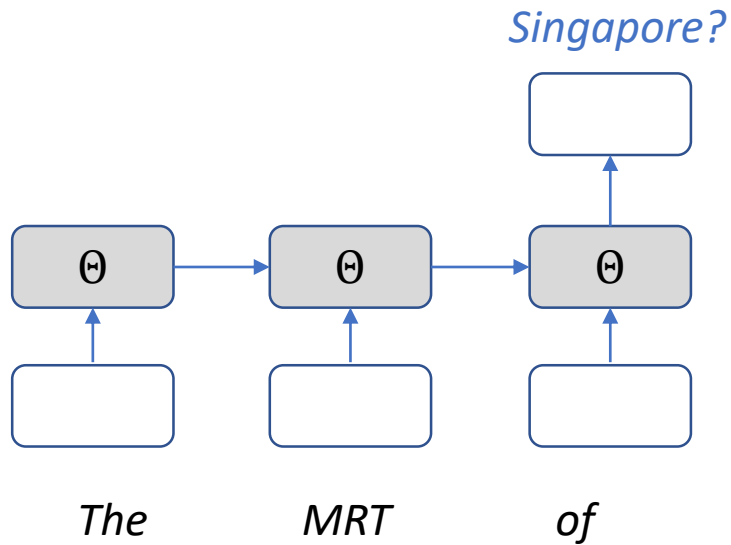 Singapore?
Θ Θ Θ
The MRT of